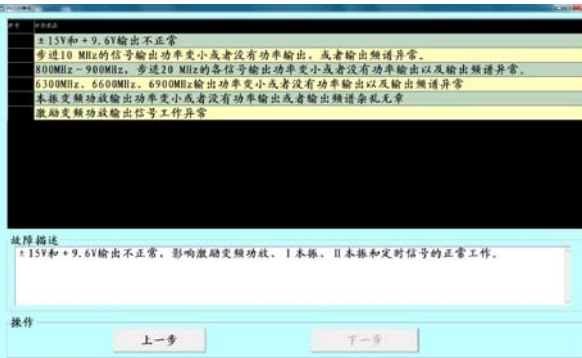 ±15V和+9.6V输出不正常
步进10 MHz的信号输出功率变小或者没有功率输出，或者输出频谱异常。
800MHz-900MHz，步进20 MHz的各信号输出功率变小或者没有功率输出以及输出频谱异常。
6300MHz、6600MHz、6900MHz输出功率变小或者没有功率输出以及输出频谱异常
本振变频功放输出功率变小或者没有功率输出或者输出频谱杂乱无章
激励变频功放输出信号工作异常
故障描述
±15V和+9.6V输出不正常，影响激励变频功放、Ⅰ本振、Ⅱ本振和定时信号的正常工作。
操作
上一步
下一步